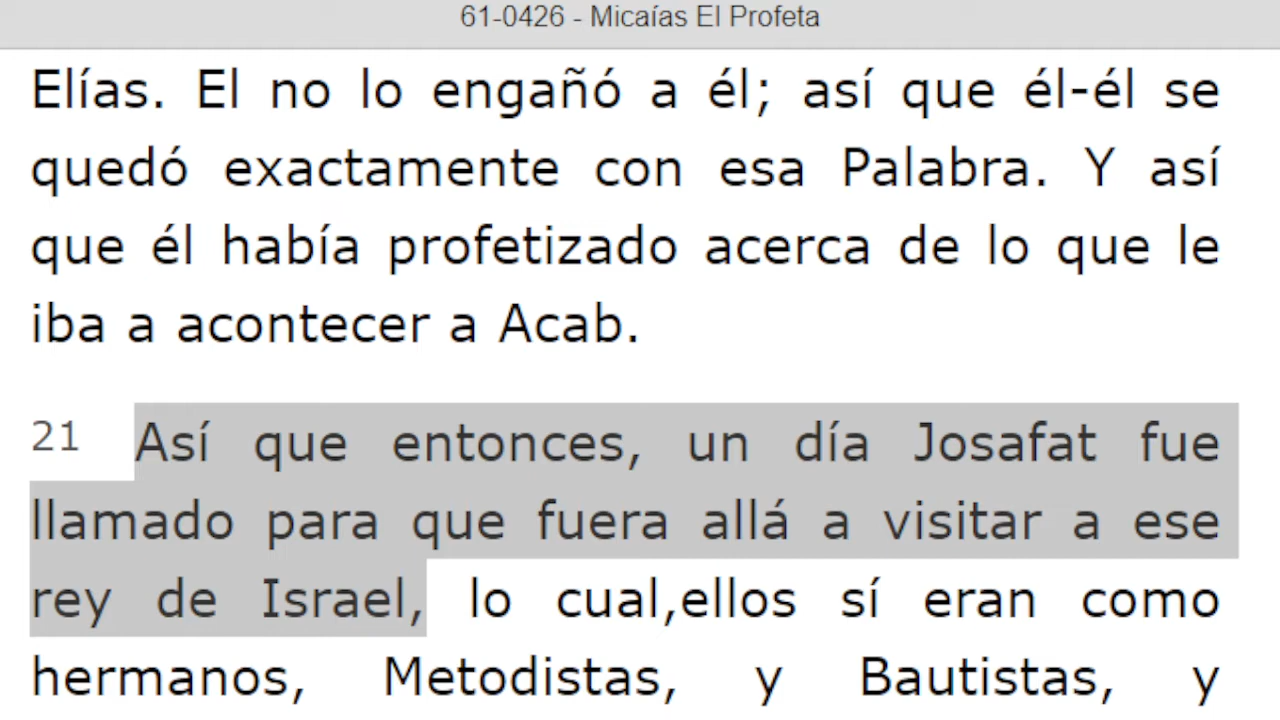 61-0426 - Micaías El Profeta
Elías. El no lo engañó a él; así que él-él se
quedó exactamente con esa Palabra. Y así
que él había profetizado acerca de lo que le
iba a acontecer a Acab.
21 Así que entonces, un día Josafat fue
llamado para que fuera allá a visitar a ese
rey de Israel, lo cual,ellos sí eran como
hermanos, Metodistas, y Bautistas, y